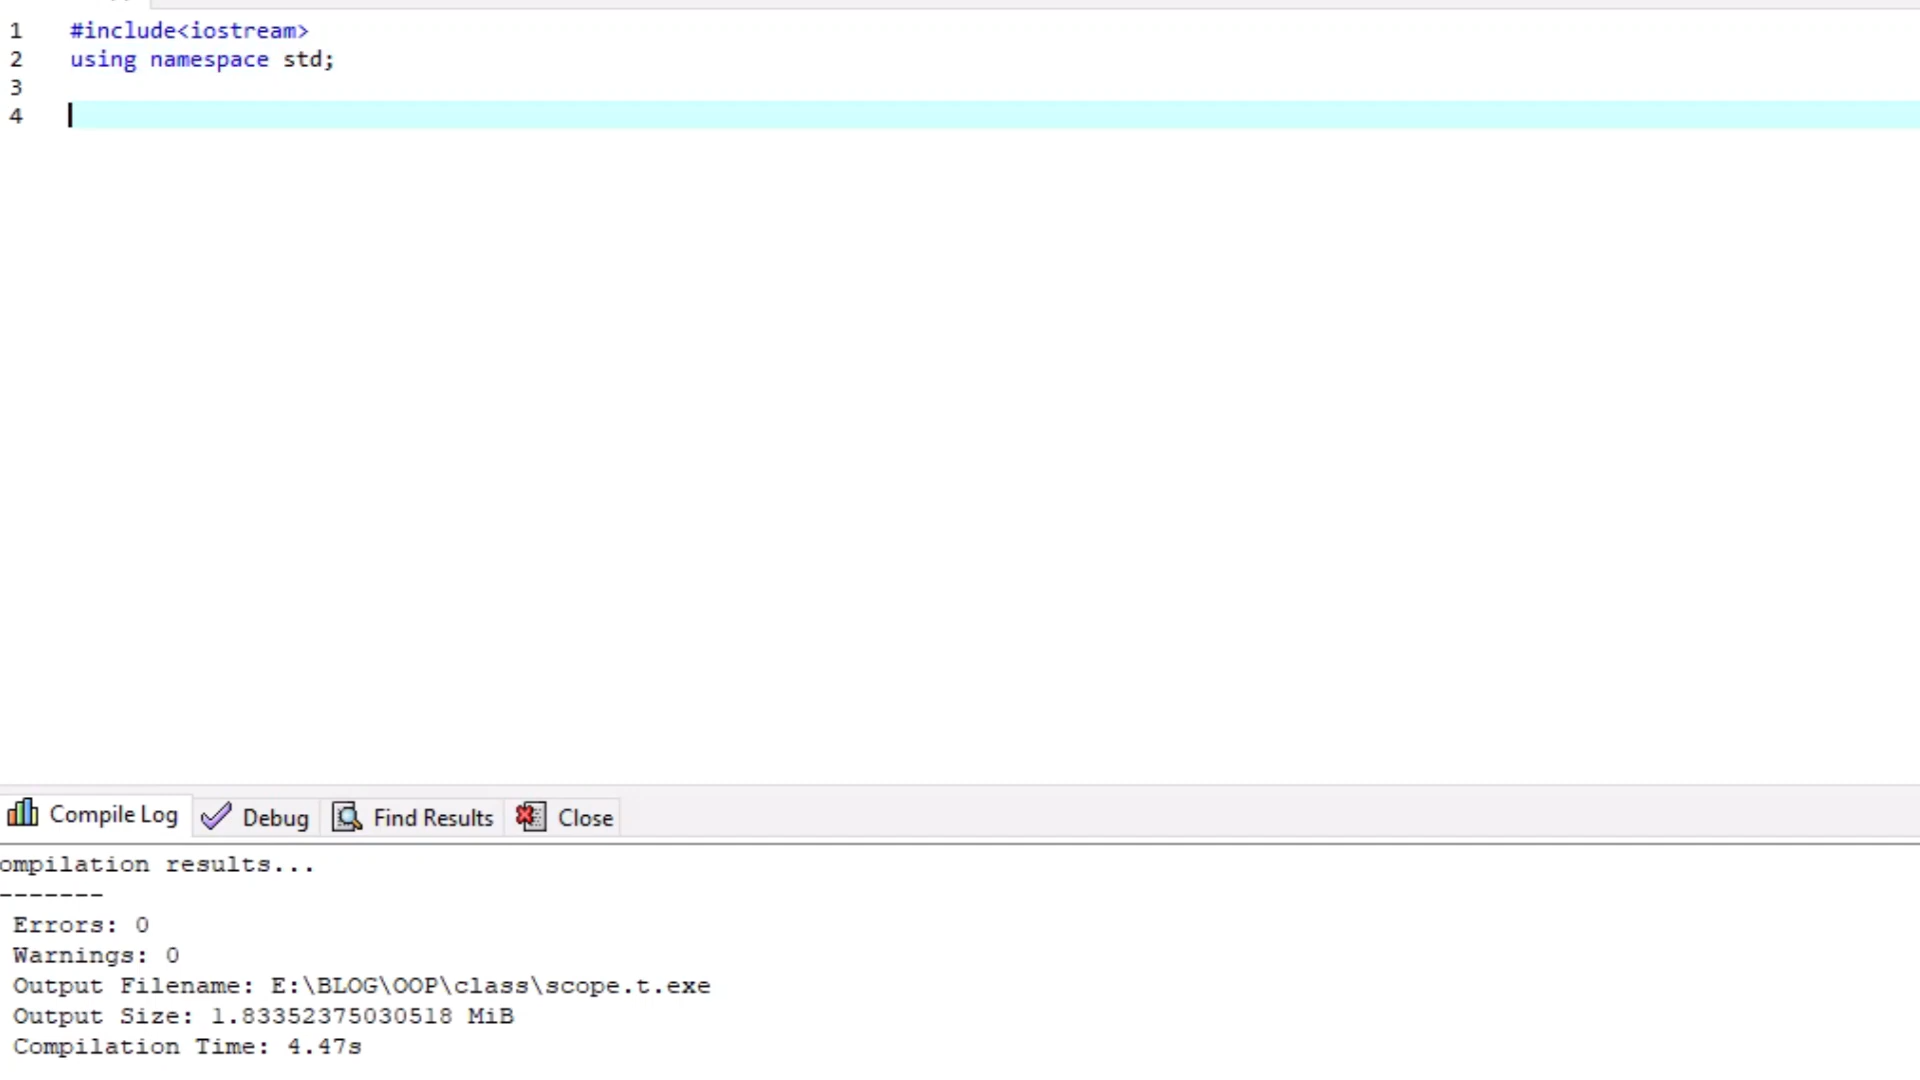 1 #include<iostream>
2 using namespace std;
3
4
Compile Log Debug Find Results Close
ompilation results...
-------
Errors: 0
Warnings: 0
Output Filename: E:\BLOG\OOP\class\scope.t.exe
Output Size: 1.83352375030518 MiB
Compilation Time: 4.47s